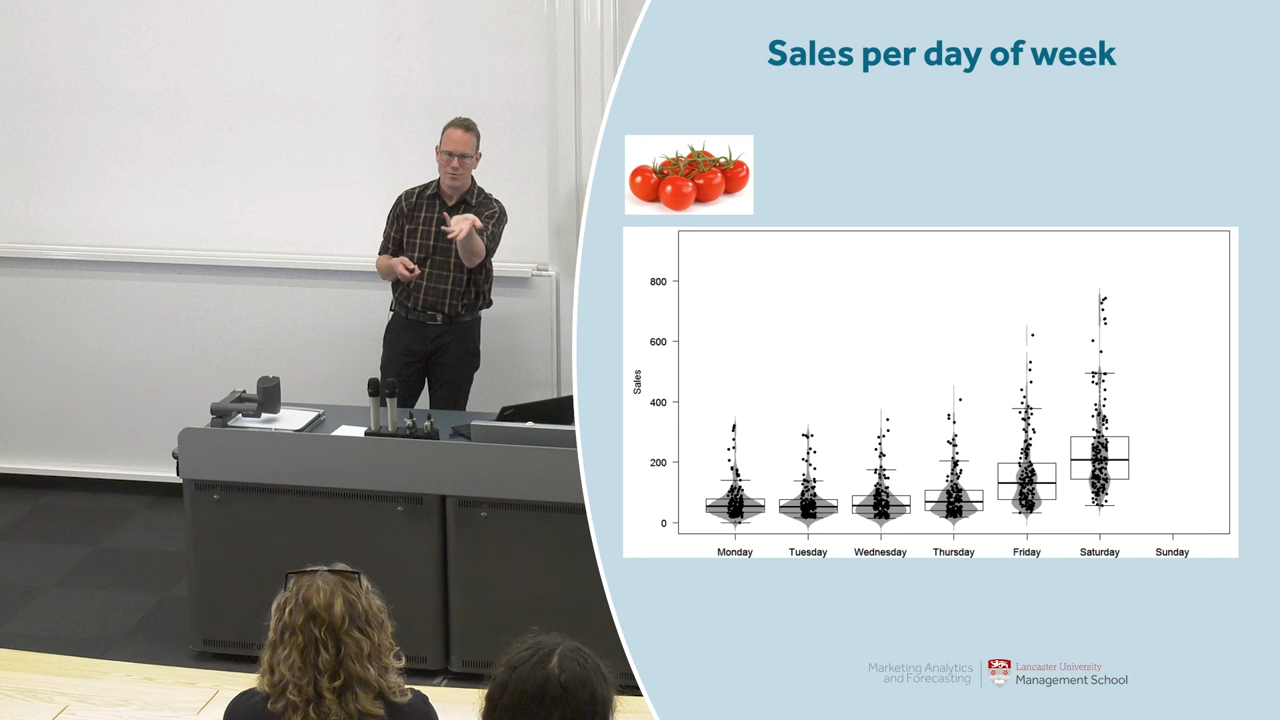 Sales per day of week
800
600
400
200
0
Sales
Monday Tuesday Wednesday Thursday Friday Saturday Sunday
Marketing Analytics
and Forecasting
Lancaster University
Management School